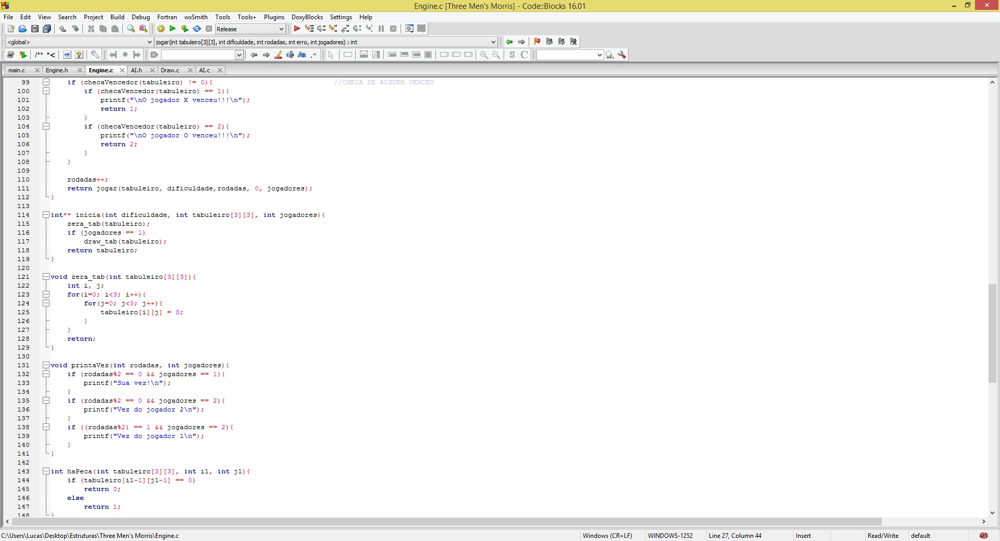 Engine.c [Three Men's Morris] - Code::Blocks 16.01
File Edit View Search Project Build Debug Fortran wxSmith Tools Tools+ Plugins DoxyBlocks Settings Help
Release
<global> jogar(int tabuleiro[3][3], int dificuldade, int rodadas, int erro, int jogadores) : int
/** *< Aa .* S C
main.c Engine.h Engine.c AI.h Draw.c AI.c
99 if (checaVencedor(tabuleiro) != 0){ //CHECA SE ALGUEM VENCEU
100 if (checaVencedor(tabuleiro) == 1){
101 printf("\nO jogador X venceu!!!\n");
102 return 1;
103 }
104 if (checaVencedor(tabuleiro) == 2){
105 printf("\nO jogador O venceu!!!\n");
106 return 2;
107 }
108 }
109
110 rodadas++;
111 return jogar(tabuleiro, dificuldade,rodadas, 0, jogadores);
112 }
113
114 int** inicia(int dificuldade, int tabuleiro[3][3], int jogadores){
115 zera_tab(tabuleiro);
116 if (jogadores == 1)
117 draw_tab(tabuleiro);
118 return tabuleiro;
119 }
120
121 void zera_tab(int tabuleiro[3][3]){
122 int i, j;
123 for(i=0; i<3; i++){
124 for(j=0; j<3; j++){
125 tabuleiro[i][j] = 0;
126 }
127 }
128 return;
129 }
130
131 void printaVez(int rodadas, int jogadores){
132 if (rodadas%2 == 0 && jogadores == 1){
133 printf("Sua vez!\n");
134 }
135 if (rodadas%2 == 0 && jogadores == 2){
136 printf("Vez do jogador 2\n");
137 }
138 if ((rodadas%2) == 1 && jogadores == 2){
139 printf("Vez do jogador 1\n");
140 }
141 }
142
143 int haPeca(int tabuleiro[3][3], int i1, int j1){
144 if (tabuleiro[i1-1][j1-1] == 0)
145 return 0;
146 else
147 return 1;
148 }
C:\Users\Lucas\Desktop\Estruturas\Three Men's Morris\Engine.c Windows (CR+LF) WINDOWS-1252 Line 27, Column 44 Insert Read/Write default